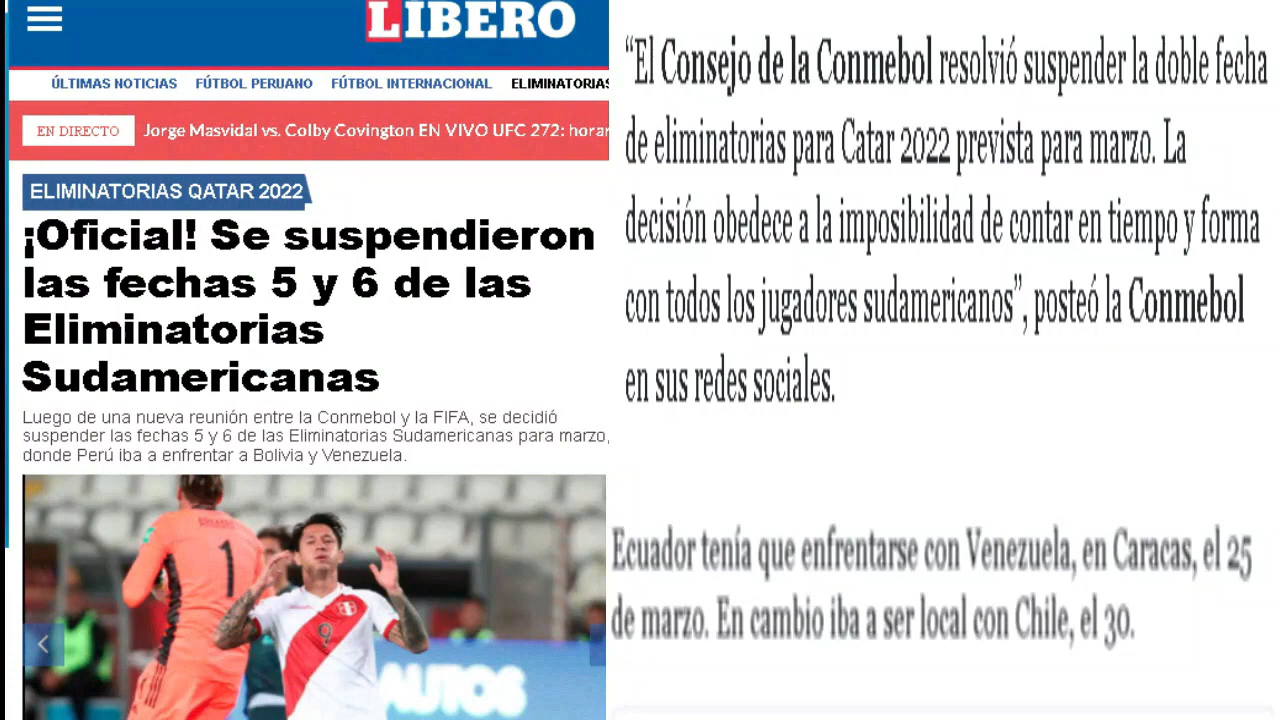 LIBERO
ÚLTIMAS NOTICIAS FÚTBOL PERUANO FÚTBOL INTERNACIONAL ELIMINATORIAS
EN DIRECTO Jorge Masvidal vs. Colby Covington EN VIVO UFC 272: horar
ELIMINATORIAS QATAR 2022
¡Oficial! Se suspendieron
las fechas 5 y 6 de las
Eliminatorias
Sudamericanas
Luego de una nueva reunión entre la Conmebol y la FIFA, se decidió
suspender las fechas 5 y 6 de las Eliminatorias Sudamericanas para marzo,
donde Perú iba a enfrentar a Bolivia y Venezuela.
1
9
AUTOS
“El Consejo de la Conmebol resolvió suspender la doble fecha
de eliminatorias para Catar 2022 prevista para marzo. La
decisión obedece a la imposibilidad de contar en tiempo y forma
con todos los jugadores sudamericanos”, posteó la Conmebol
en sus redes sociales.
Ecuador tenía que enfrentarse con Venezuela, en Caracas, el 25
de marzo. En cambio iba a ser local con Chile, el 30.